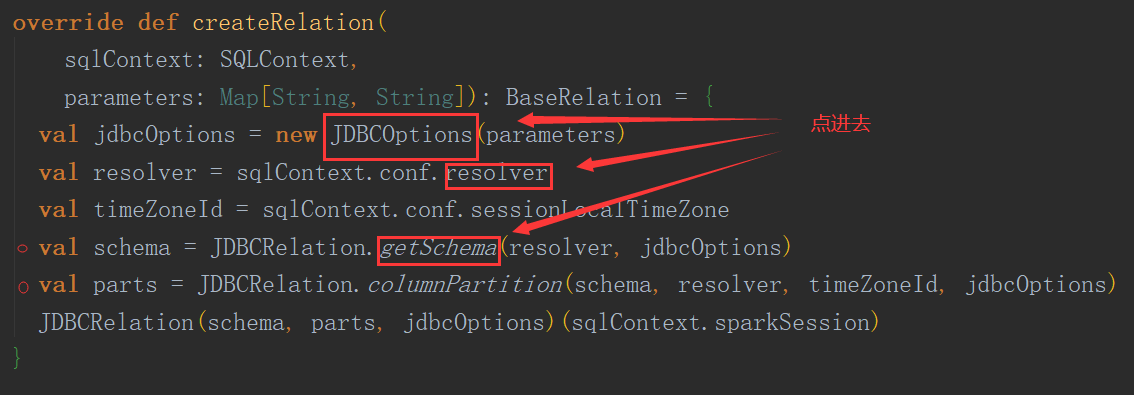 override def createRelation(
sqlContext: SQLContext,
parameters: Map[String, String]): BaseRelation = {
val jdbcOptions = new JDBCOptions(parameters)
点进去
val resolver = sqlContext.conf.resolver
val timeZoneId = sqlContext.conf.sessionLocalTimeZone
val schema = JDBCRelation.getSchema(resolver, jdbcOptions)
val parts = JDBCRelation.columnPartition(schema, resolver, timeZoneId, jdbcOptions)
JDBCRelation(schema, parts, jdbcOptions)(sqlContext.sparkSession)
}